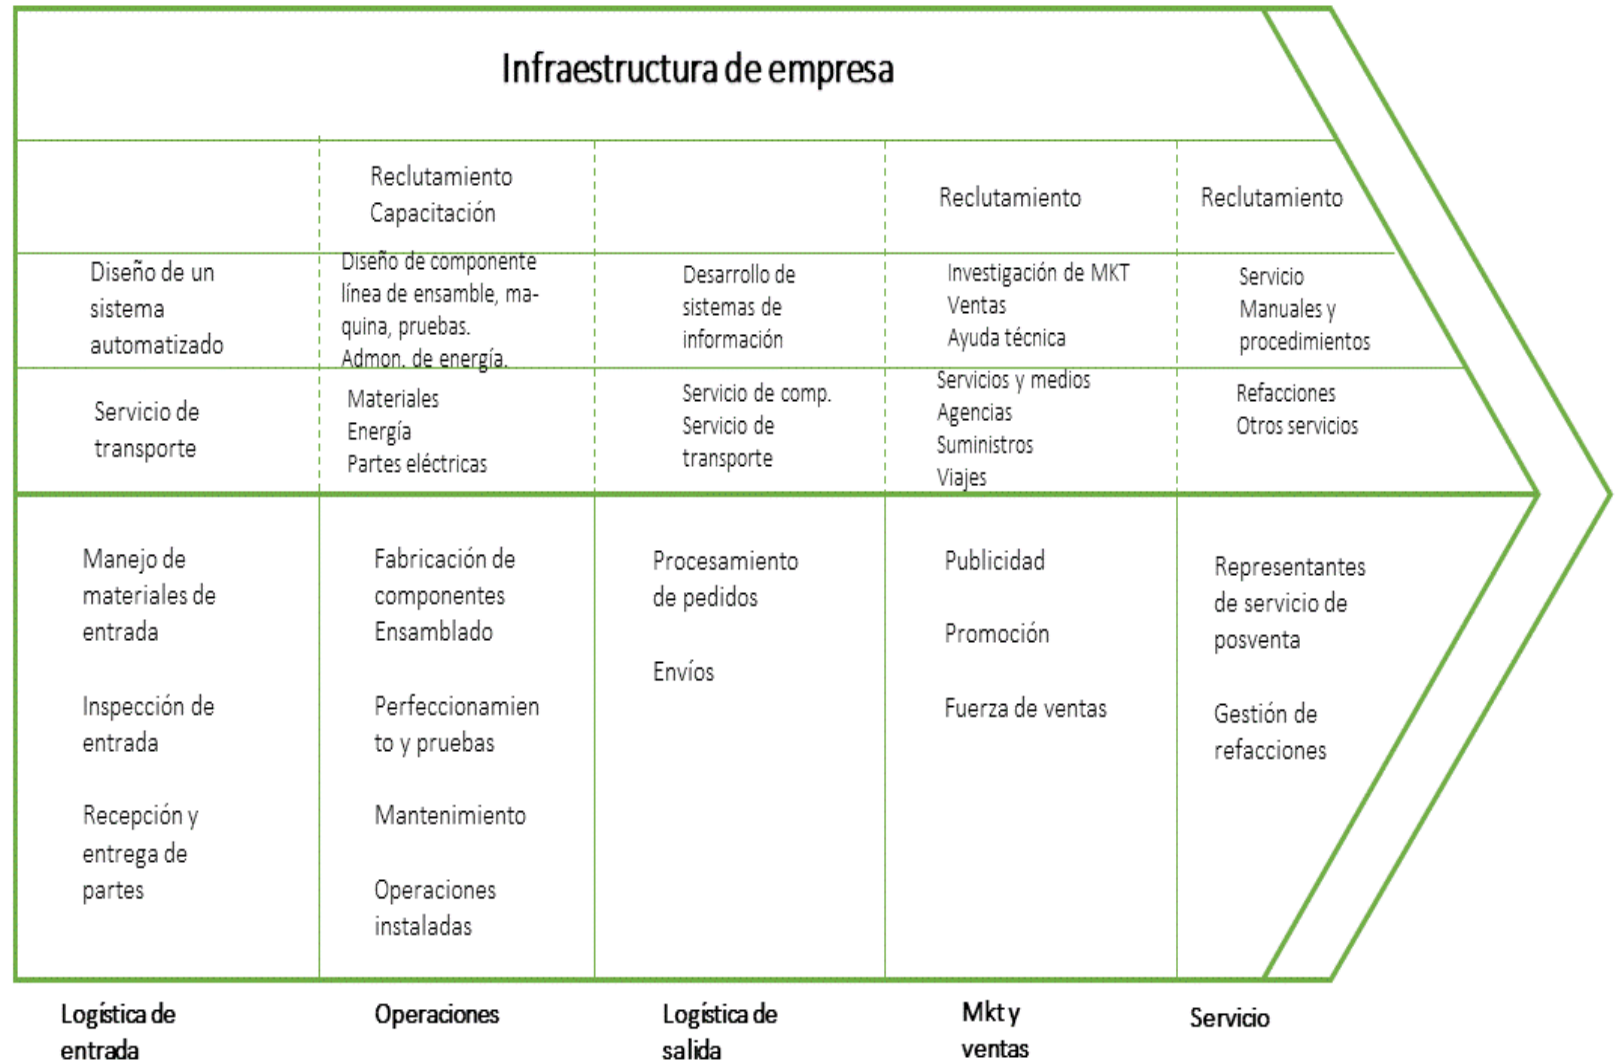 Infraestructura de empresa
Reclutamiento
Capacitación
Reclutamiento
Reclutamiento
Diseño de un
sistema
automatizado
Diseño de componente
línea de ensamble, ma-
quina, pruebas.
Admon. de energía.
Desarrollo de
sistemas de
información
Investigación de MKT
Ventas
Ayuda técnica
Servicio
Manuales y
procedimientos
Servicio de
transporte
Materiales
Energía
Partes eléctricas
Servicio de comp.
Servicio de
transporte
Servicios y medios
Agencias
Suministros
Viajes
Refacciones
Otros servicios
Manejo de
materiales de
entrada
Inspección de
entrada
Recepción y
entrega de
partes
Fabricación de
componentes
Ensamblado
Perfeccionamien
to y pruebas
Mantenimiento
Operaciones
instaladas
Procesamiento
de pedidos
Envíos
Publicidad
Promoción
Fuerza de ventas
Representantes
de servicio de
posventa
Gestión de
refacciones
Logística de
entrada
Operaciones
Logística de
salida
Mkt y
ventas
Servicio